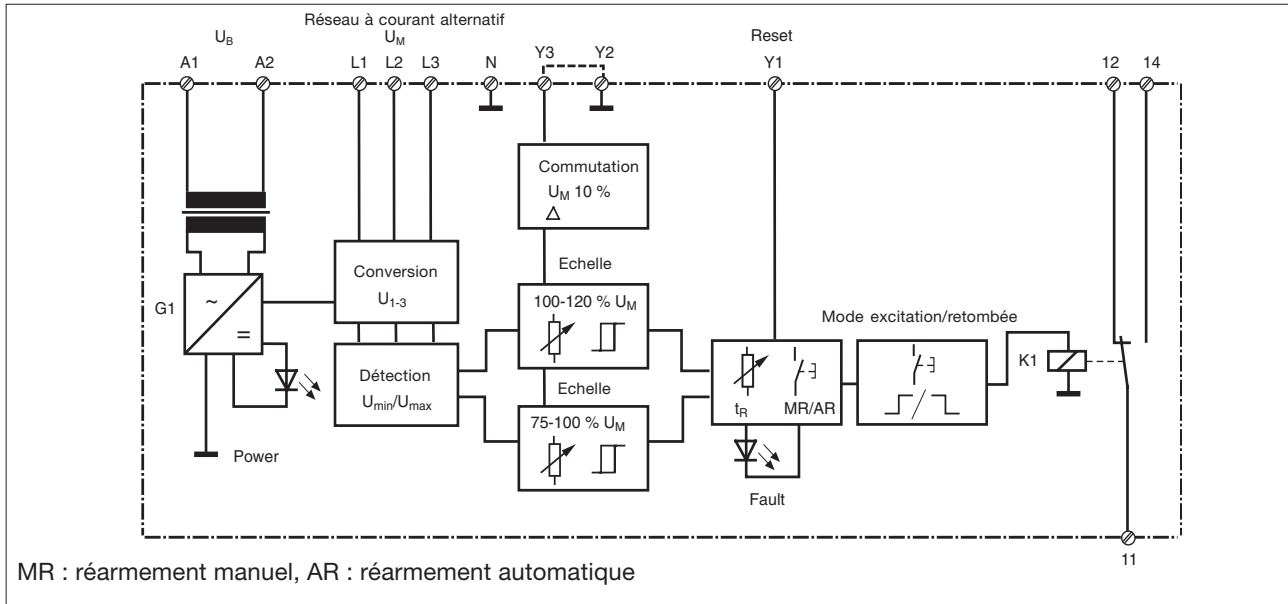 Réseau à courant alternatif
U_B U_M Reset
A1 A2 L1 L2 L3 N Y3 Y2 Y1 12 14
Commutation
U_M 10 %
Δ
Echelle
Conversion
U_1-3
G1
~
=
100-120 % U_M
Mode excitation/retombée
K1
Détection
U_min/U_max
Echelle
t_R MR/AR
75-100 % U_M
Power
Fault
11
MR : réarmement manuel, AR : réarmement automatique